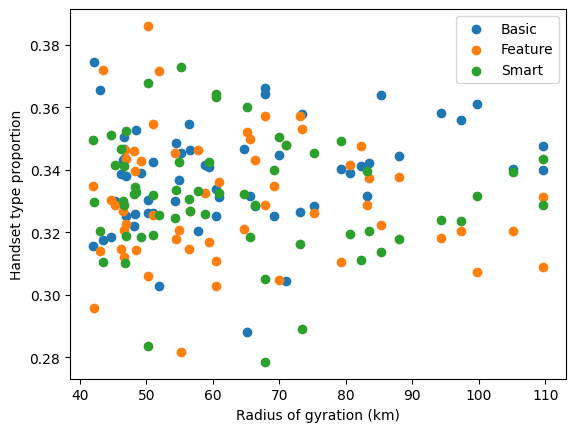 Basic
Feature
Smart
Handset type proportion
0.38
0.36
0.34
0.32
0.30
0.28
40 50 60 70 80 90 100 110
Radius of gyration (km)